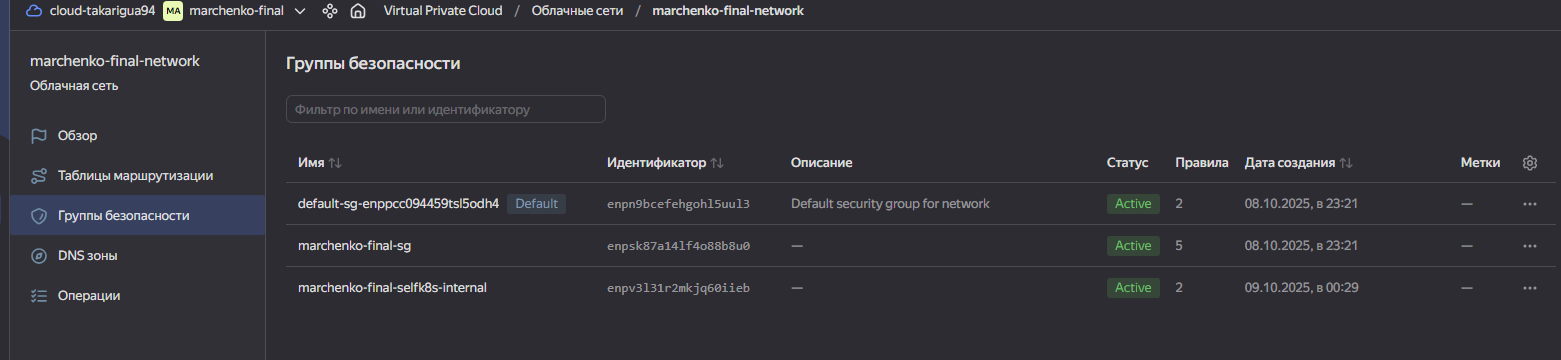 cloud-takarigua94 MA marchenko-final Virtual Private Cloud / Облачные сети / marchenko-final-network
marchenko-final-network
Облачная сеть
Обзор
Таблицы маршрутизации
Группы безопасности
DNS зоны
Операции
Группы безопасности
Фильтр по имени или идентификатору
Имя Идентификатор Описание Статус Правила Дата создания Метки
default-sg-enppcc094459tsl5odh4 Default enpn9bcefehgohl5uul3 Default security group for network Active 2 08.10.2025, в 23:21 —
marchenko-final-sg enpsk87a14lf4o88b8u0 — Active 5 08.10.2025, в 23:21 —
marchenko-final-selfk8s-internal enpv3l31r2mkjq60iieb — Active 2 09.10.2025, в 00:29 —